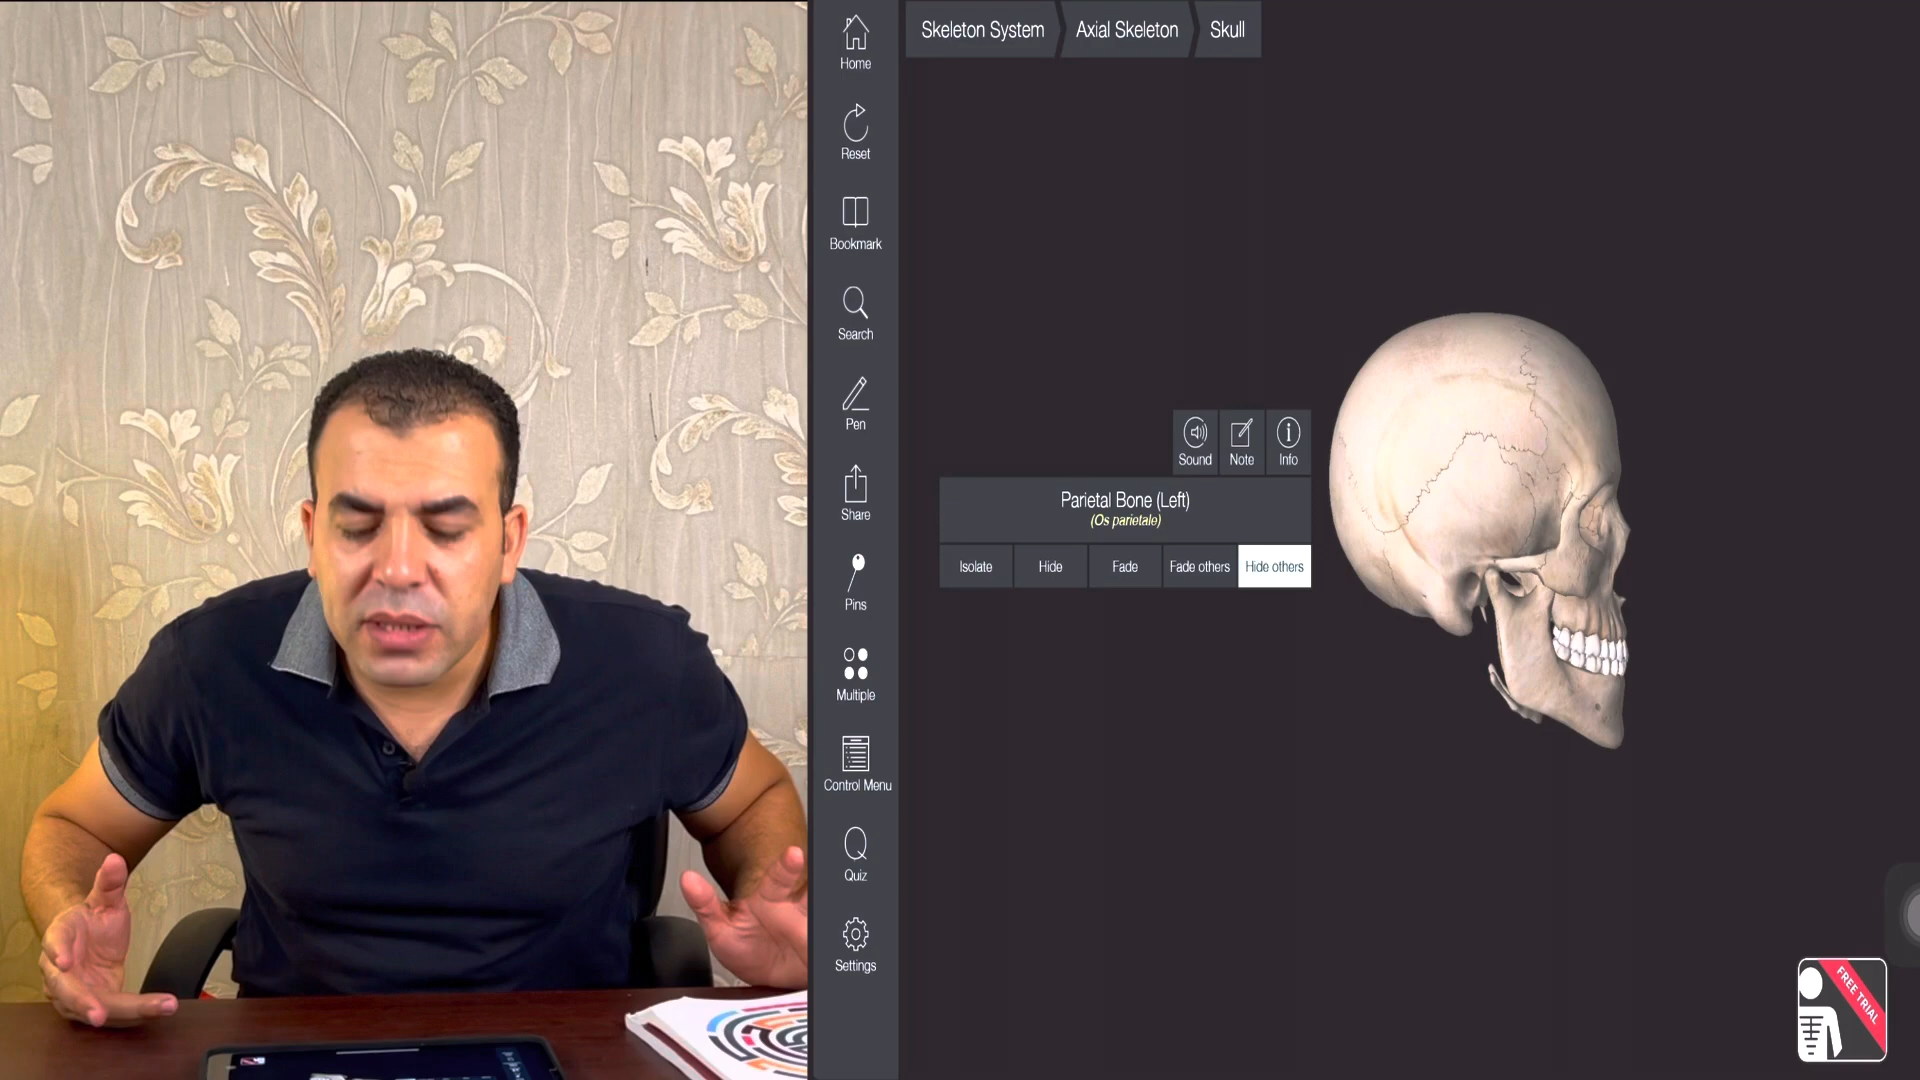 Home
Reset
Bookmark
Search
Pen
Share
Pins
Multiple
Control Menu
Quiz
Settings
Skeleton System
Axial Skeleton
Skull
Sound
Note
Info
Parietal Bone (Left)
(Os parietale)
Isolate
Hide
Fade
Fade others
Hide others
FREE TRIAL